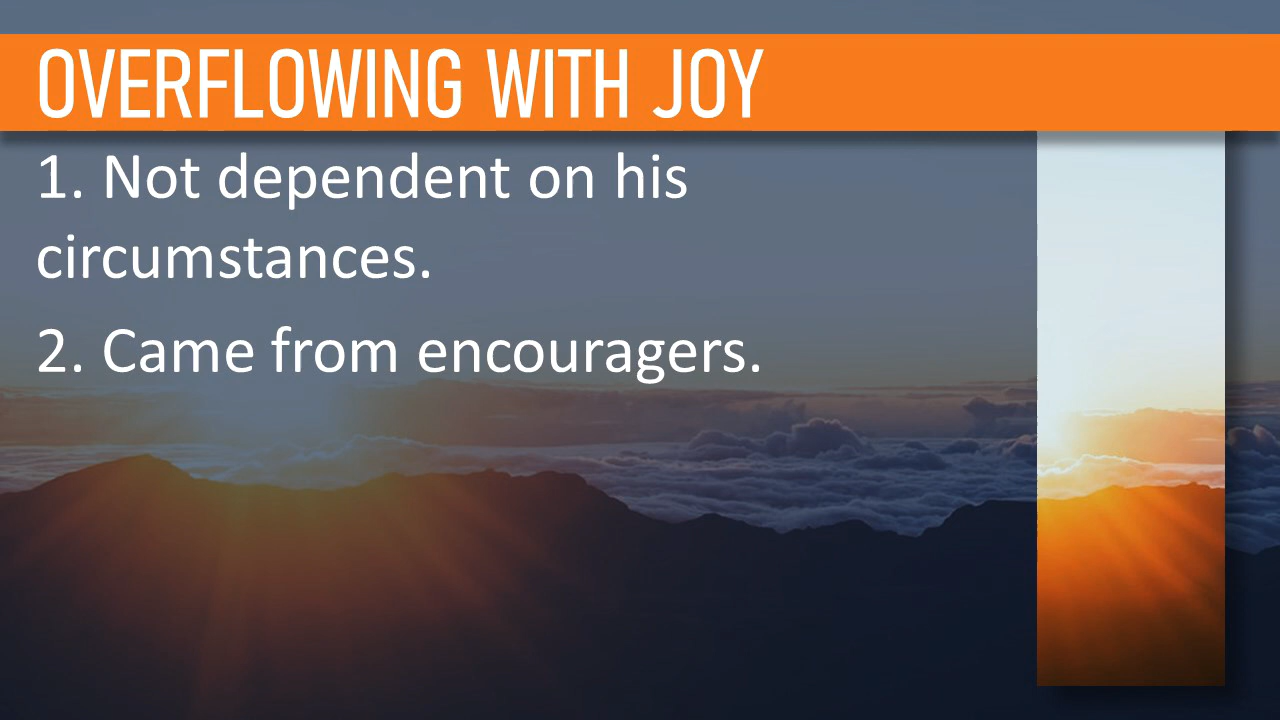 OVERFLOWING WITH JOY
1. Not dependent on his
circumstances.
2. Came from encouragers.